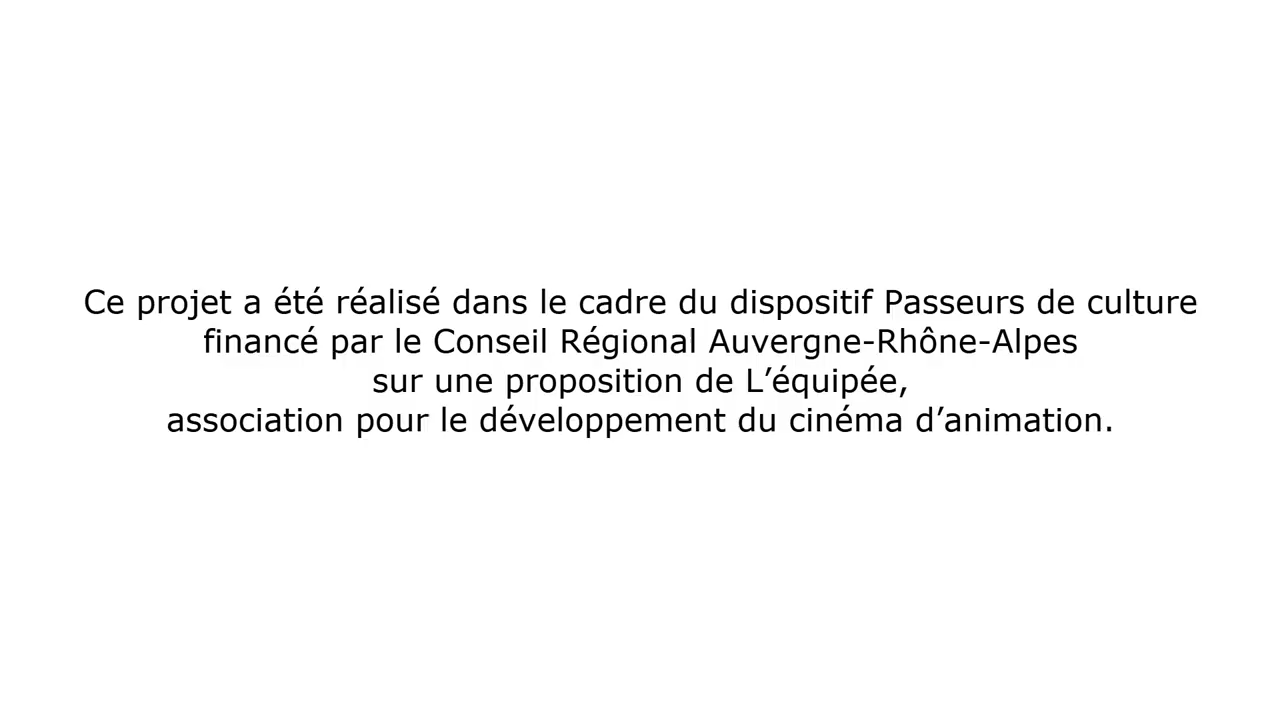 Ce projet a été réalisé dans le cadre du dispositif Passeurs de culture
financé par le Conseil Régional Auvergne-Rhône-Alpes
sur une proposition de L’équipée,
association pour le développement du cinéma d’animation.